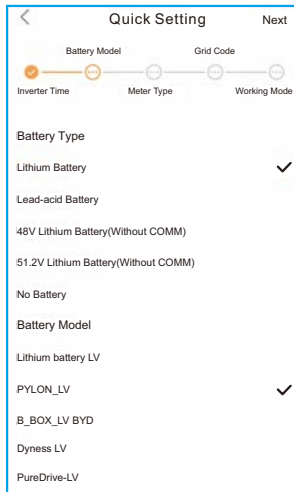 Quick Setting Next
Battery Model Grid Code
Inverter Time Meter Type Working Mode
Battery Type
Lithium Battery
Lead-acid Battery
48V Lithium Battery(Without COMM)
51.2V Lithium Battery(Without COMM)
No Battery
Battery Model
Lithium battery LV
PYLON_LV
B_BOX_LV BYD
Dyness LV
PureDrive-LV